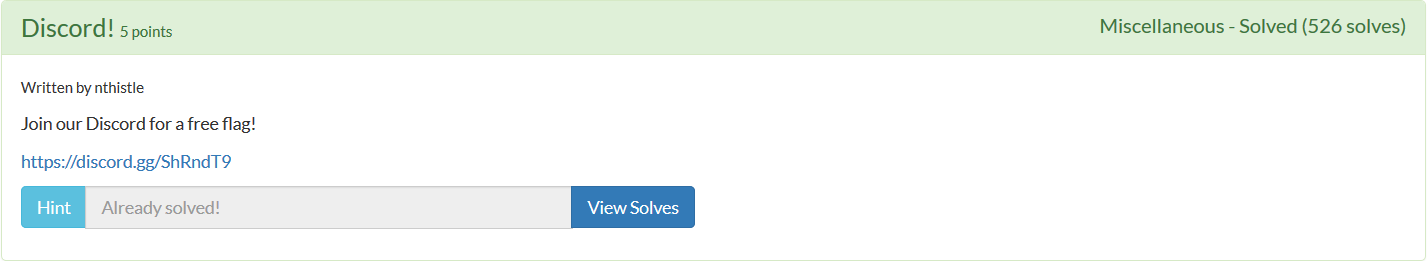 Discord! 5 points Miscellaneous - Solved (526 solves)
Written by nthistle
Join our Discord for a free flag!
https://discord.gg/ShRndT9
Hint Already solved! View Solves